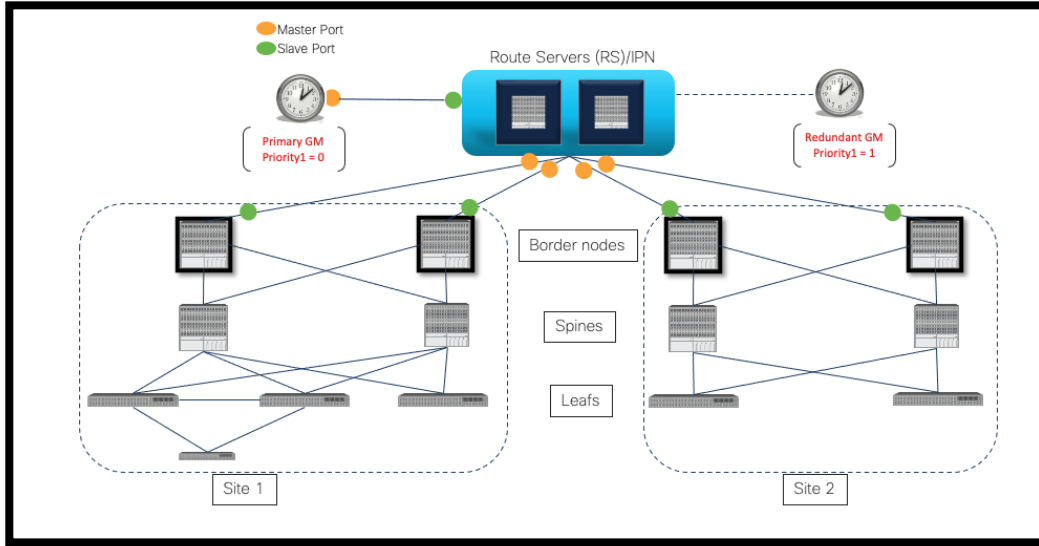 Master Port
Slave Port
Route Servers (RS)/IPN
Primary GM
Priority1 = 0
Redundant GM
Priority1 = 1
Border nodes
Spines
Leafs
Site 1
Site 2